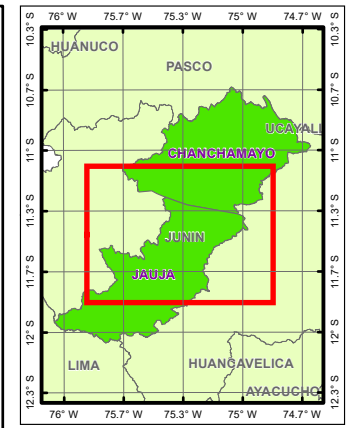 76° W 75.7° W 75.3° W 75° W 74.7° W
10.3° S 10.3° S
HUANUCO
PASCO
10.7° S 10.7° S
UCAYALI
11° S 11° S
CHANCHAMAYO
11.3° S 11.3° S
JUNIN
11.7° S 11.7° S
JAUJA
12° S 12° S
LIMA HUANCAVELICA
AYACUCHO
12.3° S 12.3° S
76° W 75.7° W 75.3° W 75° W 74.7° W